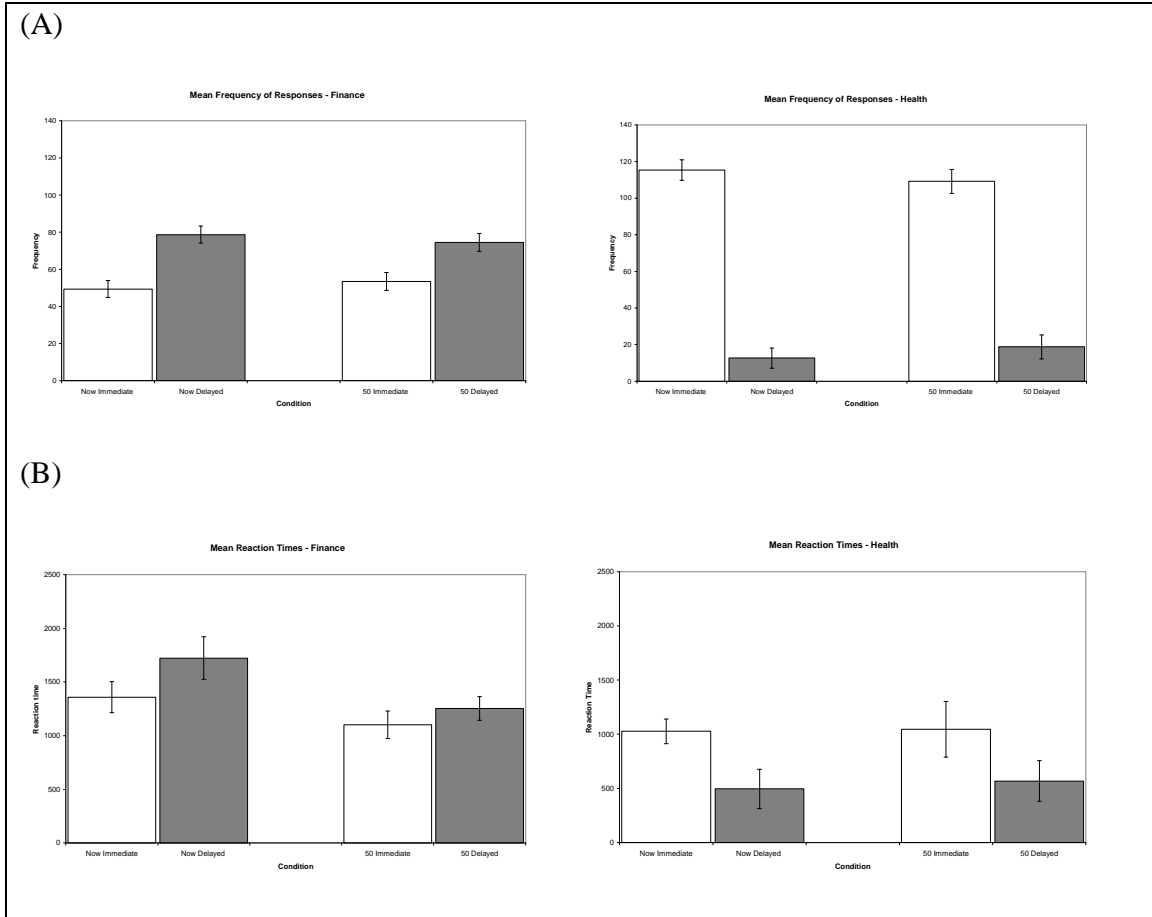 (A)
Mean Frequency of Responses - Finance
140
120
100
80
60
40
20
0
Frequency
Now Immediate Now Delayed 50 Immediate 50 Delayed
Condition
Mean Frequency of Responses - Health
140
120
100
80
60
40
20
0
Frequency
Now Immediate Now Delayed 50 Immediate 50 Delayed
Condition
(B)
Mean Reaction Times - Finance
2500
2000
1500
1000
500
0
Reaction time
Now Immediate Now Delayed 50 Immediate 50 Delayed
Condition
Mean Reaction Times - Health
2500
2000
1500
1000
500
0
Reaction Time
Now Immediate Now Delayed 50 Immediate 50 Delayed
Condition